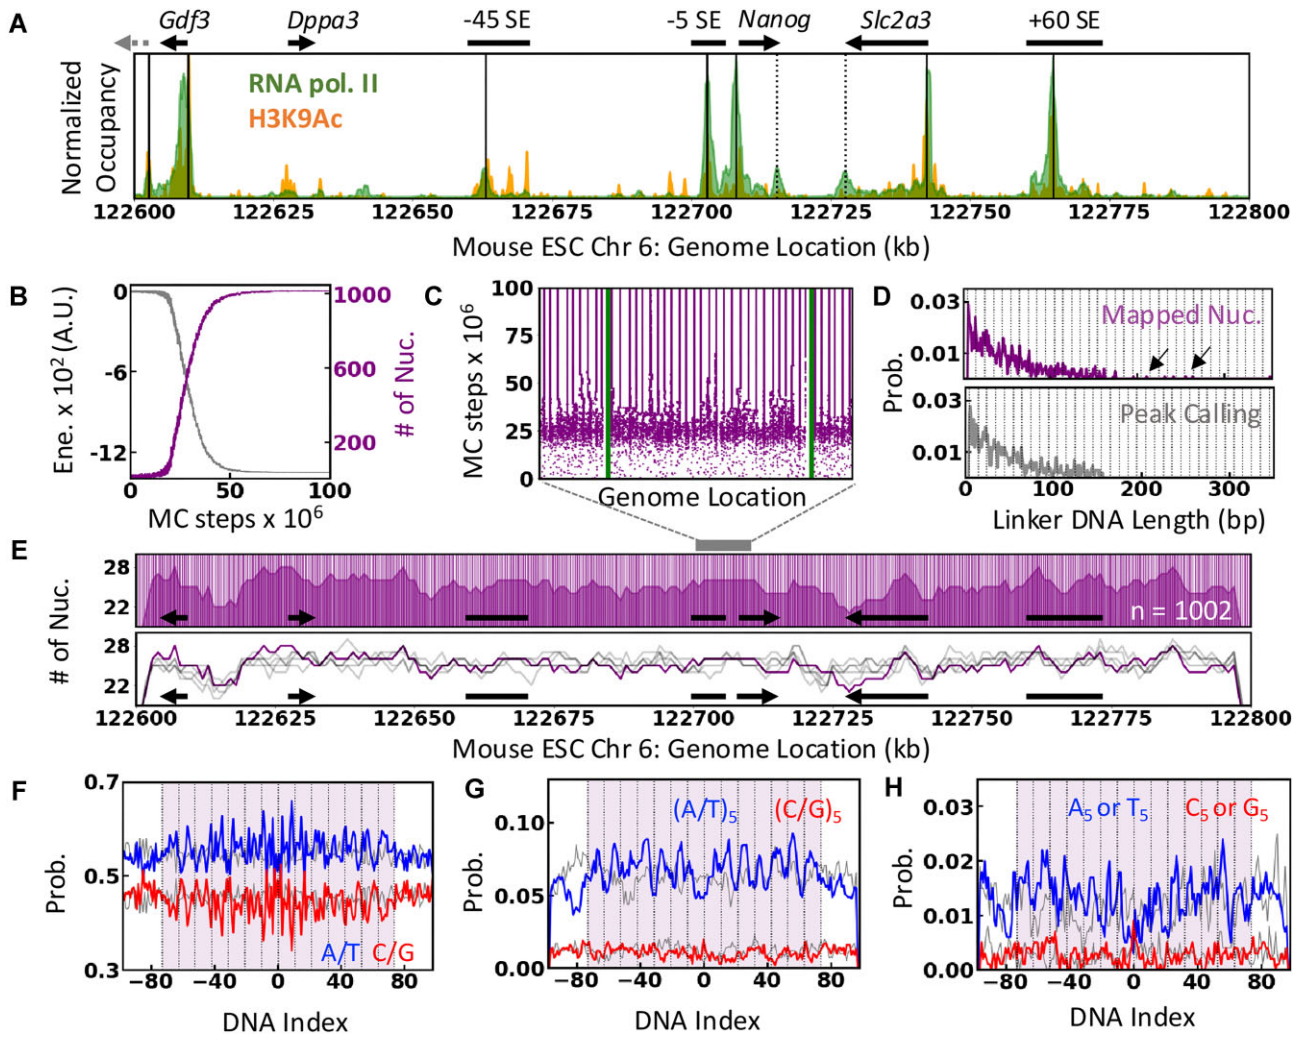 A
Gdf3 Dppa3 -45 SE -5 SE Nanog Slc2a3 +60 SE
Normalized
Occupancy
RNA pol. II
H3K9Ac
122600 122625 122650 122675 122700 122725 122750 122775 122800
Mouse ESC Chr 6: Genome Location (kb)
B
Ene. x 10² (A.U.)
0
-6
-12
1000
600
200
# of Nuc.
0 50 100
MC steps x 10⁶
C
MC steps x 10⁶
100
75
50
25
0
Genome Location
D
Prob.
0.03
0.01
Mapped Nuc.
0.03
0.01
Peak Calling
0 100 200 300
Linker DNA Length (bp)
E
# of Nuc.
28
22
n = 1002
28
22
122600 122625 122650 122675 122700 122725 122750 122775 122800
Mouse ESC Chr 6: Genome Location (kb)
F
Prob.
0.7
0.5
0.3
A/T C/G
−80 −40 0 40 80
DNA Index
G
Prob.
0.10
0.05
0.00
(A/T)₅ (C/G)₅
−80 −40 0 40 80
DNA Index
H
Prob.
0.03
0.02
0.01
0.00
A₅ or T₅ C₅ or G₅
−80 −40 0 40 80
DNA Index